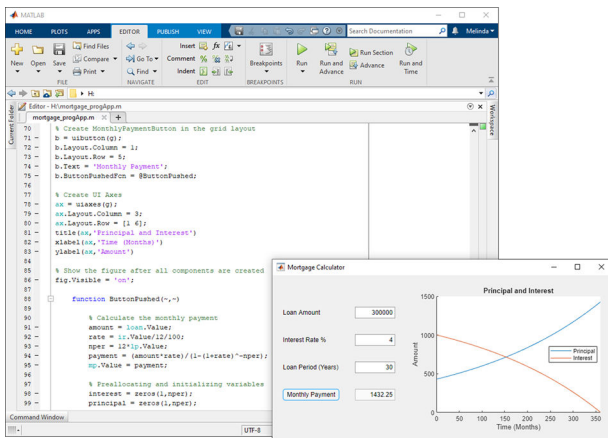 MATLAB
HOME PLOTS APPS EDITOR PUBLISH VIEW Search Documentation Melinda
New Open Save Find Files Compare Print Go To Find Insert fx Comment Indent Breakpoints Run Run and Advance Run Section Advance Run and Time
FILE NAVIGATE EDIT BREAKPOINTS RUN
H:
Current Folder
Workspace
Editor - H:\mortgage_progApp.m
mortgage_progApp.m
70 % Create MonthlyPaymentButton in the grid layout
71 b = uibutton(g);
72 b.Layout.Column = 1;
73 b.Layout.Row = 5;
74 b.Text = 'Monthly Payment';
75 b.ButtonPushedFcn = @ButtonPushed;
76
77 % Create UI Axes
78 ax = uiaxes(g);
79 ax.Layout.Column = 3;
80 ax.Layout.Row = [1 6];
81 title(ax,'Principal and Interest')
82 xlabel(ax,'Time (Months)')
83 ylabel(ax,'Amount')
84
85 % Show the figure after all components are created
86 fig.Visible = 'on';
87
88 function ButtonPushed(~,~)
89
90 % Calculate the monthly payment
91 amount = loan.Value;
92 rate = ir.Value/12/100;
93 nper = 12*lp.Value;
94 payment = (amount*rate)/(1-(1+rate)^-nper);
95 mp.Value = payment;
96
97 % Preallocating and initializing variables
98 interest = zeros(1,nper);
99 principal = zeros(1,nper);
Command Window
UTF-8
Mortgage Calculator
Loan Amount 300000
Interest Rate % 4
Loan Period (Years) 30
Monthly Payment 1432.25
Principal and Interest
1500
1000
500
0
Amount
Principal
Interest
0 50 100 150 200 250 300 350
Time (Months)